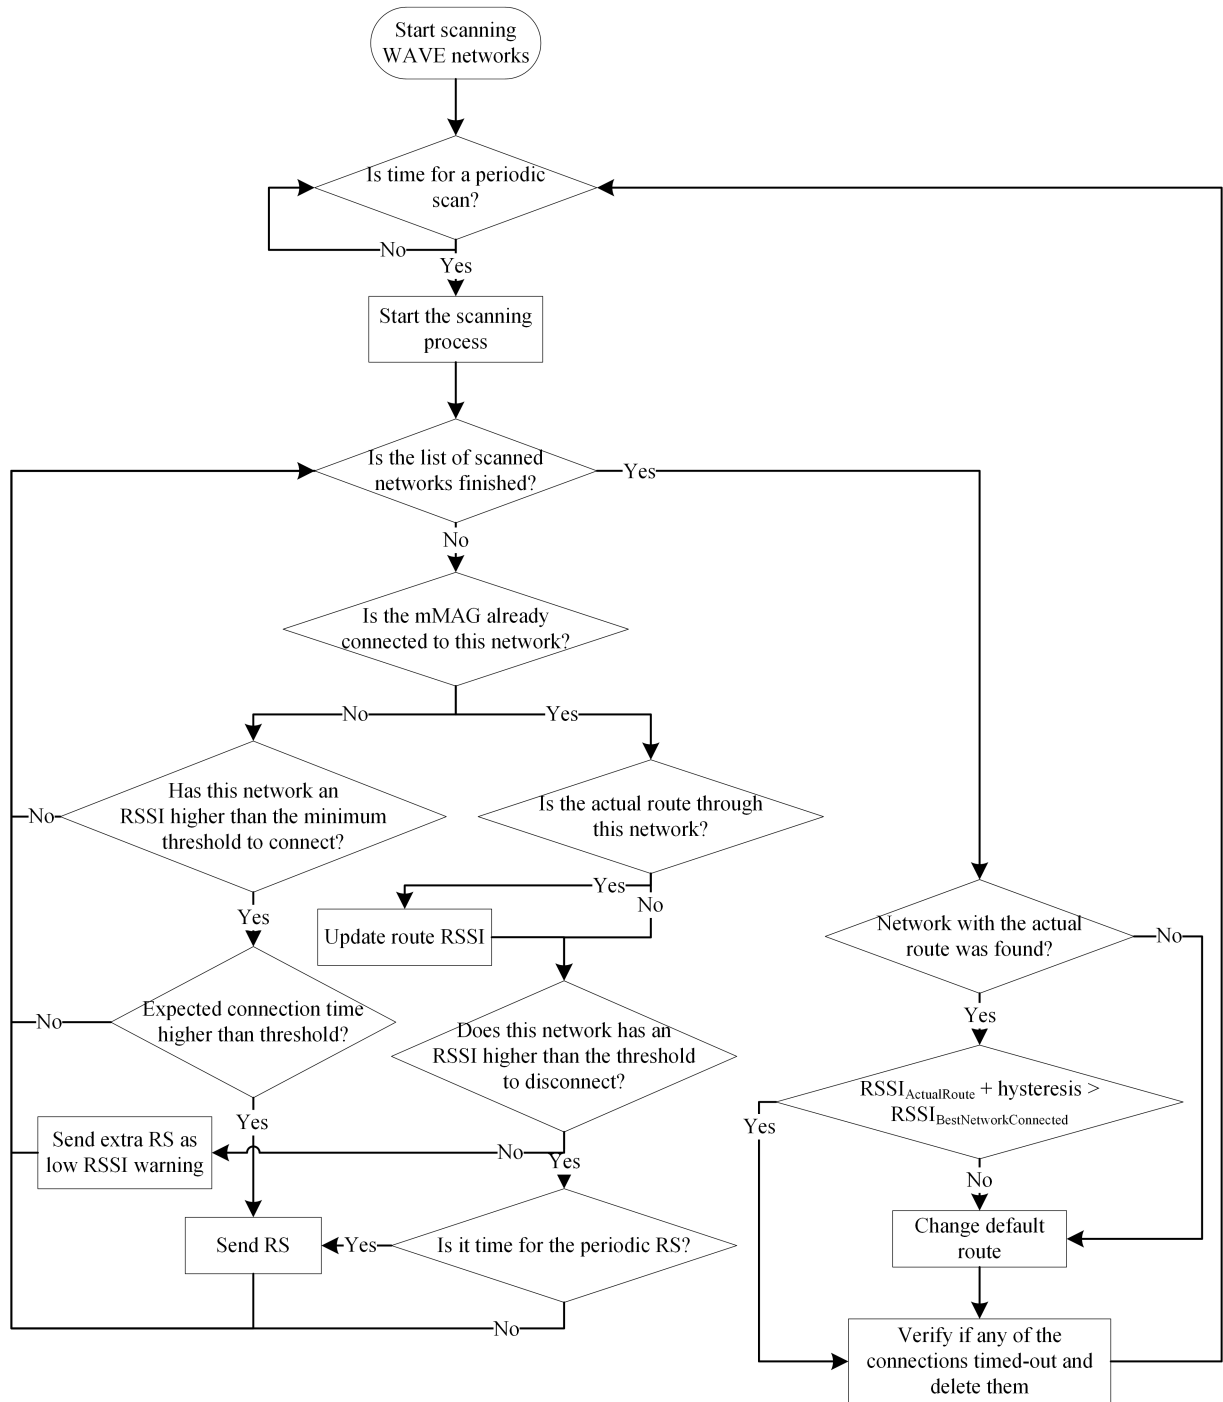 Start scanning
WAVE networks
Is time for a periodic
scan?
No
Yes
Start the scanning
process
Is the list of scanned
networks finished?
Yes
No
Is the mMAG already
connected to this network?
No
Yes
Has this network an
RSSI higher than the minimum
threshold to connect?
No
Yes
Is the actual route through
this network?
Yes
No
Update route RSSI
Network with the actual
route was found?
No
Yes
Expected connection time
higher than threshold?
No
Yes
Does this network has an
RSSI higher than the threshold
to disconnect?
No
Yes
RSSIActualRoute + hysteresis >
RSSIBestNetworkConnected
Yes
No
Send extra RS as
low RSSI warning
Send RS
Yes
Is it time for the periodic RS?
No
Change default
route
Verify if any of the
connections timed-out and
delete them